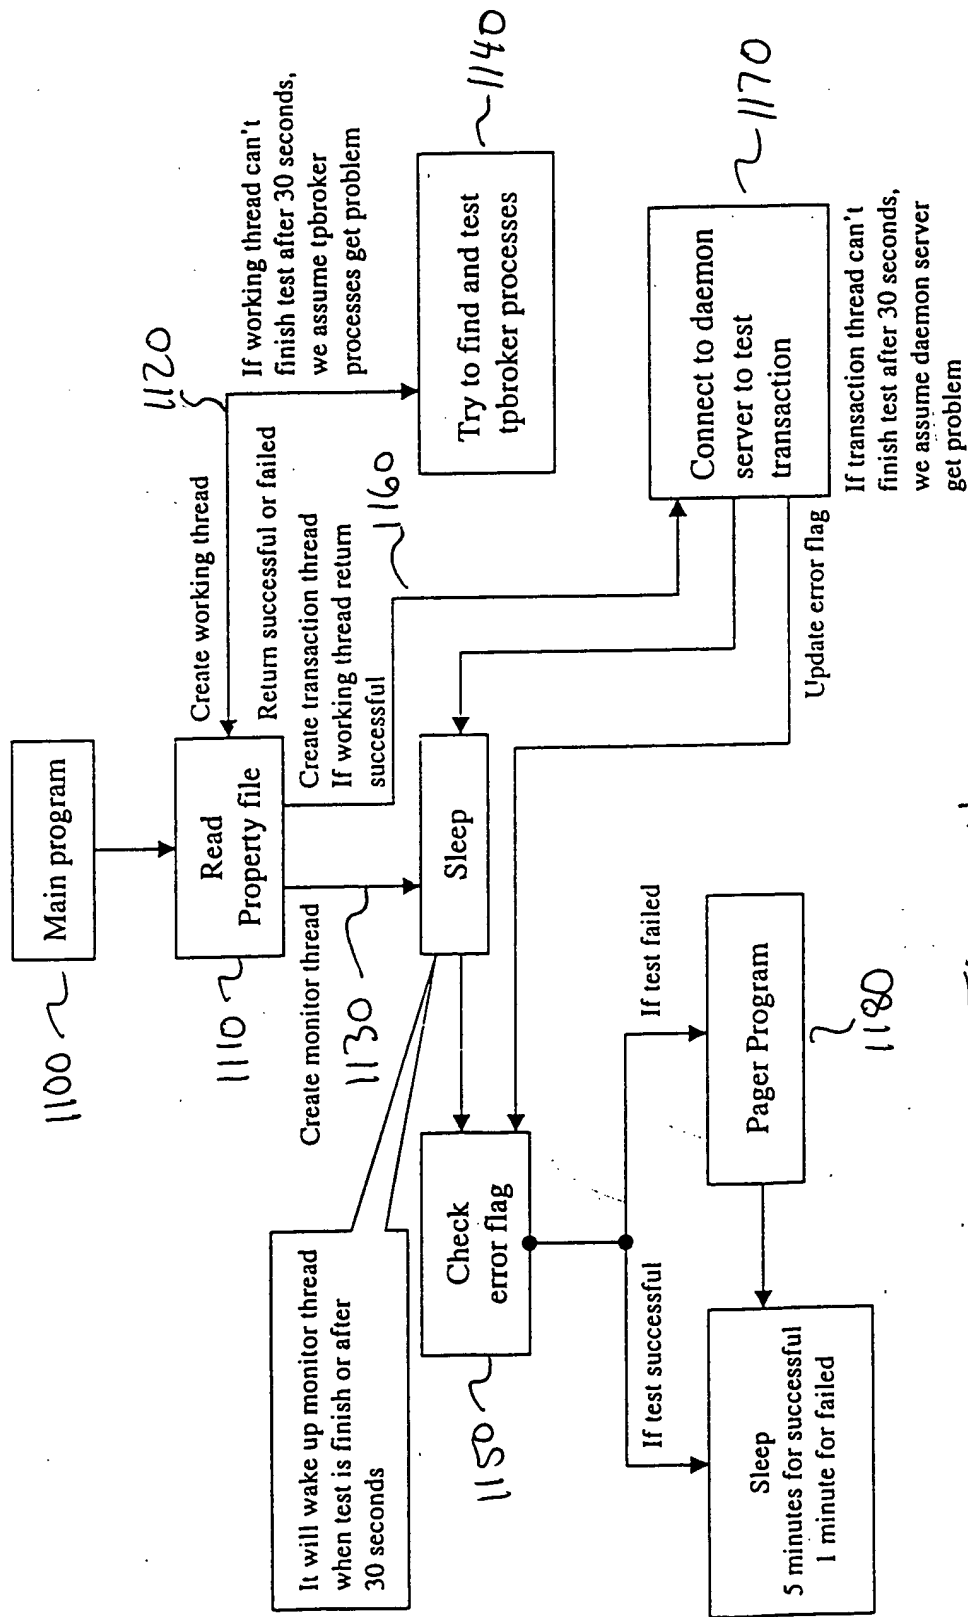 1100
Main program
1110
Read
Property file
Create working thread
1120
Return successful or failed
If working thread can't
finish test after 30 seconds,
we assume tpbroker
processes get problem
Try to find and test
tpbroker processes
1140
Create monitor thread
1130
Create transaction thread
If working thread return
successful
1160
Sleep
It will wake up monitor thread
when test is finish or after
30 seconds
Connect to daemon
server to test
transaction
1170
If transaction thread can't
finish test after 30 seconds,
we assume daemon server
get problem
Update error flag
Check
error flag
1150
If test successful
If test failed
Pager Program
1180
Sleep
5 minutes for successful
1 minute for failed